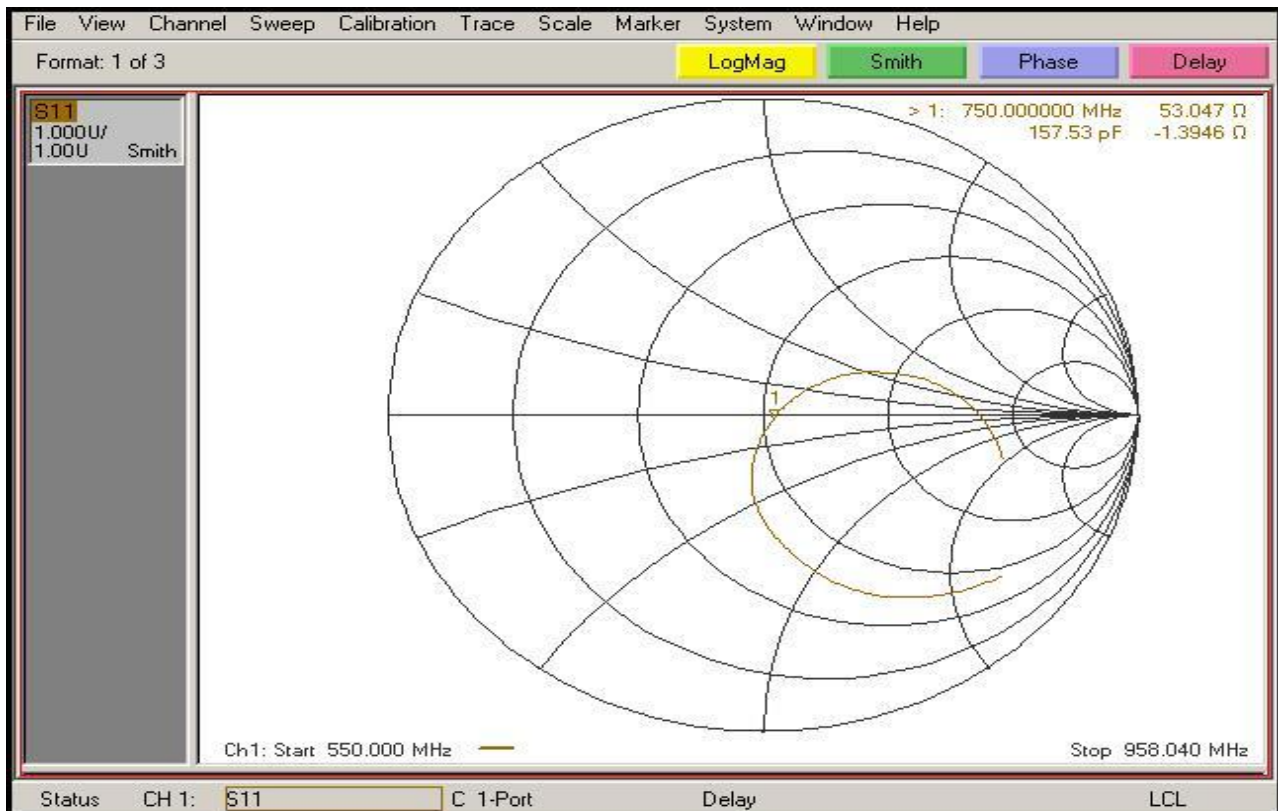 File View Channel Sweep Calibration Trace Scale Marker System Window Help
Format: 1 of 3
LogMag Smith Phase Delay
S11
1.000U/
1.00U Smith
> 1: 750.000000 MHz 53.047 Ω
157.53 pF -1.3946 Ω
1
Ch1: Start 550.000 MHz
Stop 958.040 MHz
Status CH 1: S11 C 1-Port Delay LCL